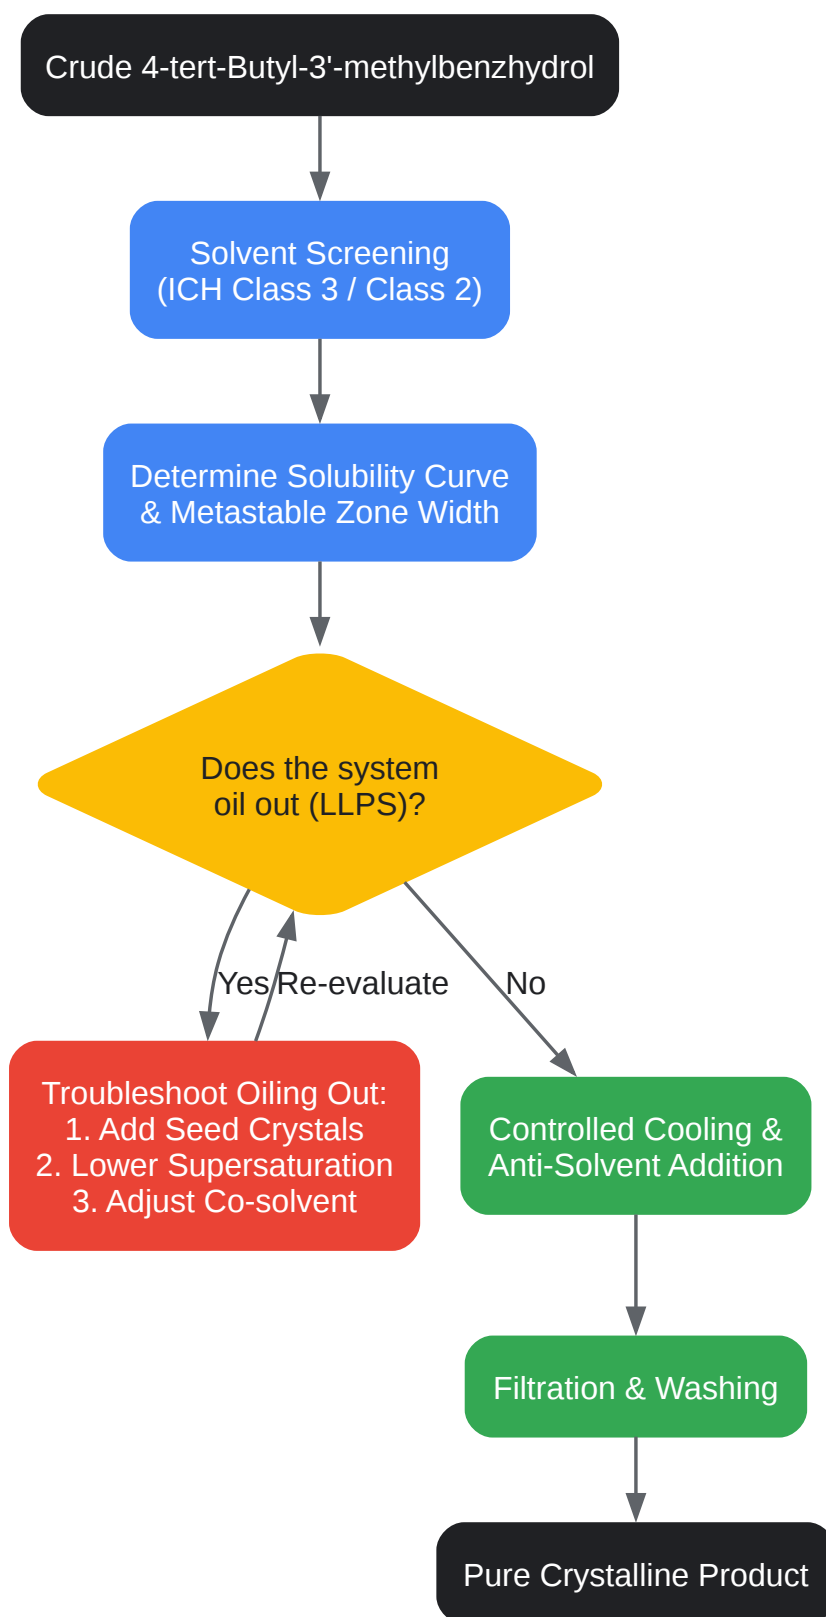 Crude 4-tert-Butyl-3'-methylbenzhydrol
Solvent Screening
(ICH Class 3 / Class 2)
Determine Solubility Curve
& Metastable Zone Width
Does the system
oil out (LLPS)?
Yes
Re-evaluate
No
Troubleshoot Oiling Out:
1. Add Seed Crystals
2. Lower Supersaturation
3. Adjust Co-solvent
Controlled Cooling &
Anti-Solvent Addition
Filtration & Washing
Pure Crystalline Product